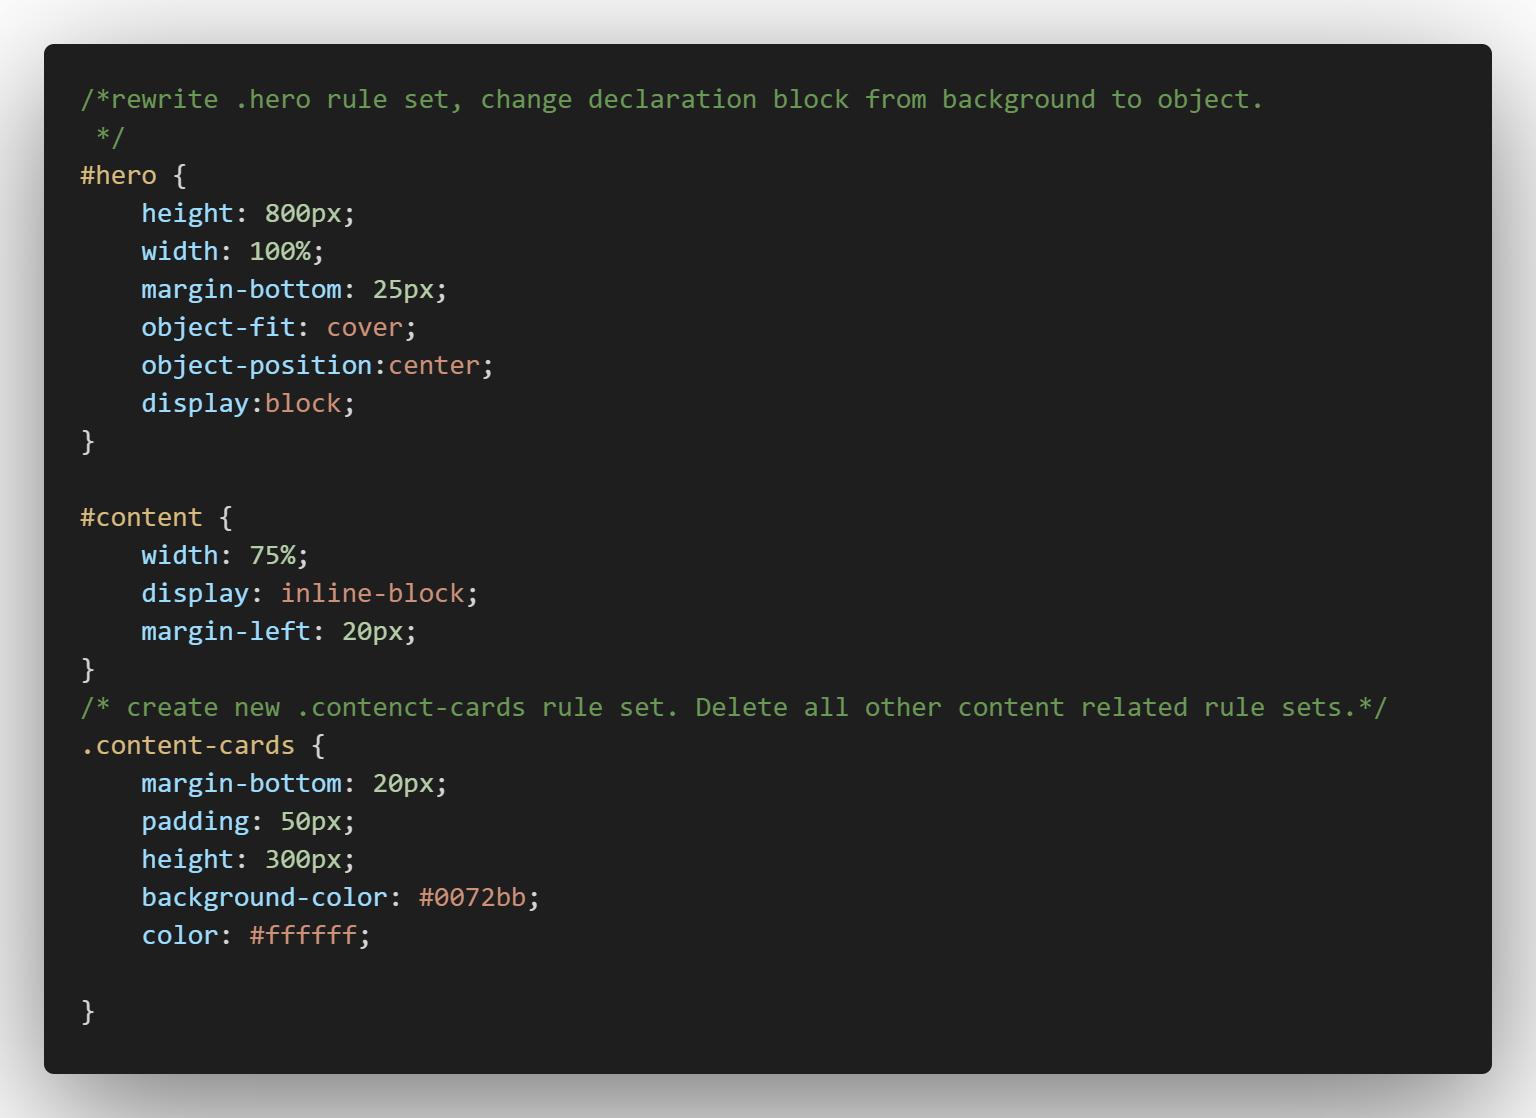 /*rewrite .hero rule set, change declaration block from background to object.
 */
#hero {
    height: 800px;
    width: 100%;
    margin-bottom: 25px;
    object-fit: cover;
    object-position:center;
    display:block;
}

#content {
    width: 75%;
    display: inline-block;
    margin-left: 20px;
}
/* create new .contenct-cards rule set. Delete all other content related rule sets.*/
.content-cards {
    margin-bottom: 20px;
    padding: 50px;
    height: 300px;
    background-color: #0072bb;
    color: #ffffff;

}